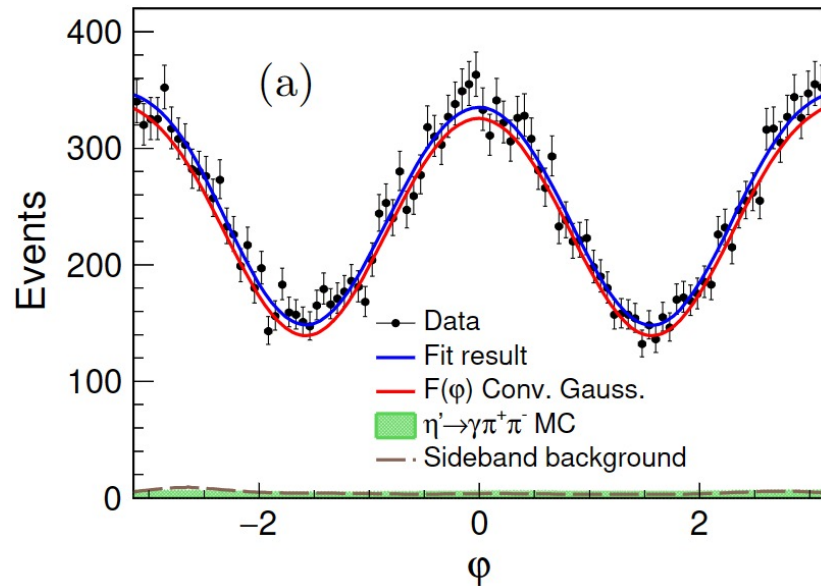 400
(a)
300
Events
200
Data
Fit result
100
F(φ) Conv. Gauss.
η'→γπ⁺π⁻ MC
Sideband background
0
−2
0
2
φ